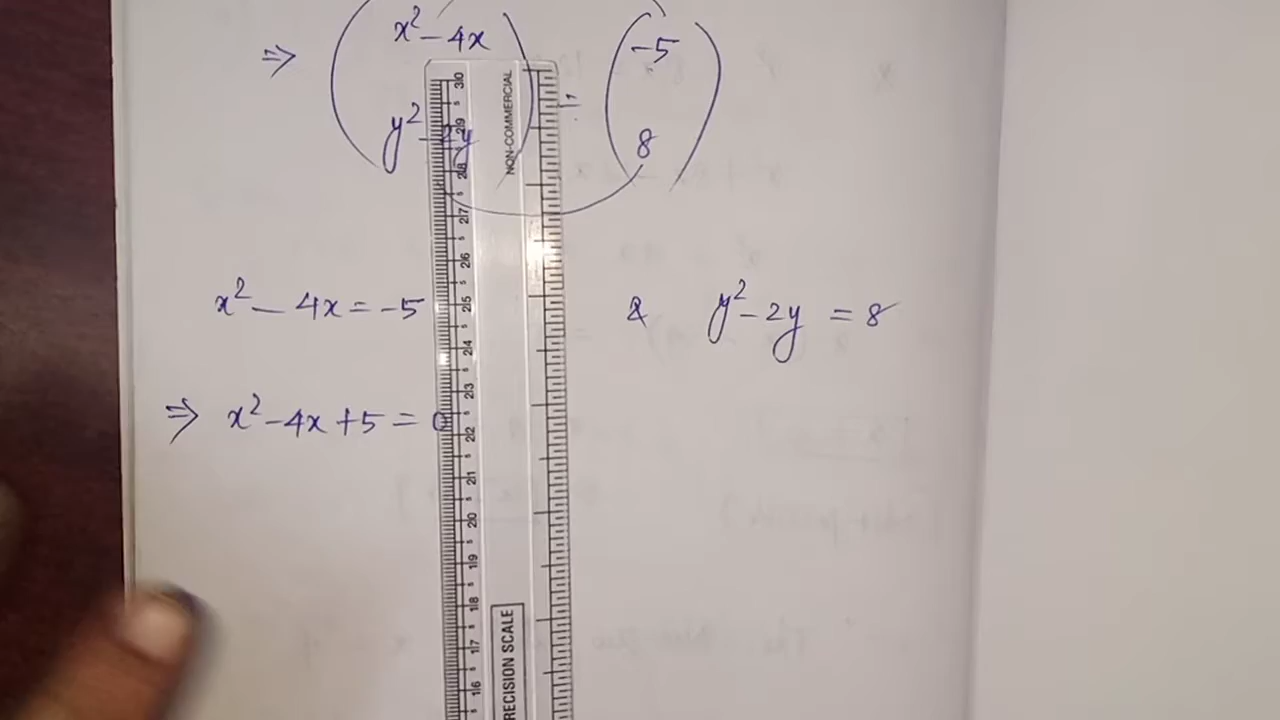 ⇒ x² - 4x = -5
y² - 2y 8
x² - 4x = -5 & y² - 2y = 8
⇒ x² - 4x + 5 = 0
30 29 28 27 26 25 24 23 22 21 20 19 18 17 16
NON-COMMERCIAL
PRECISION SCALE